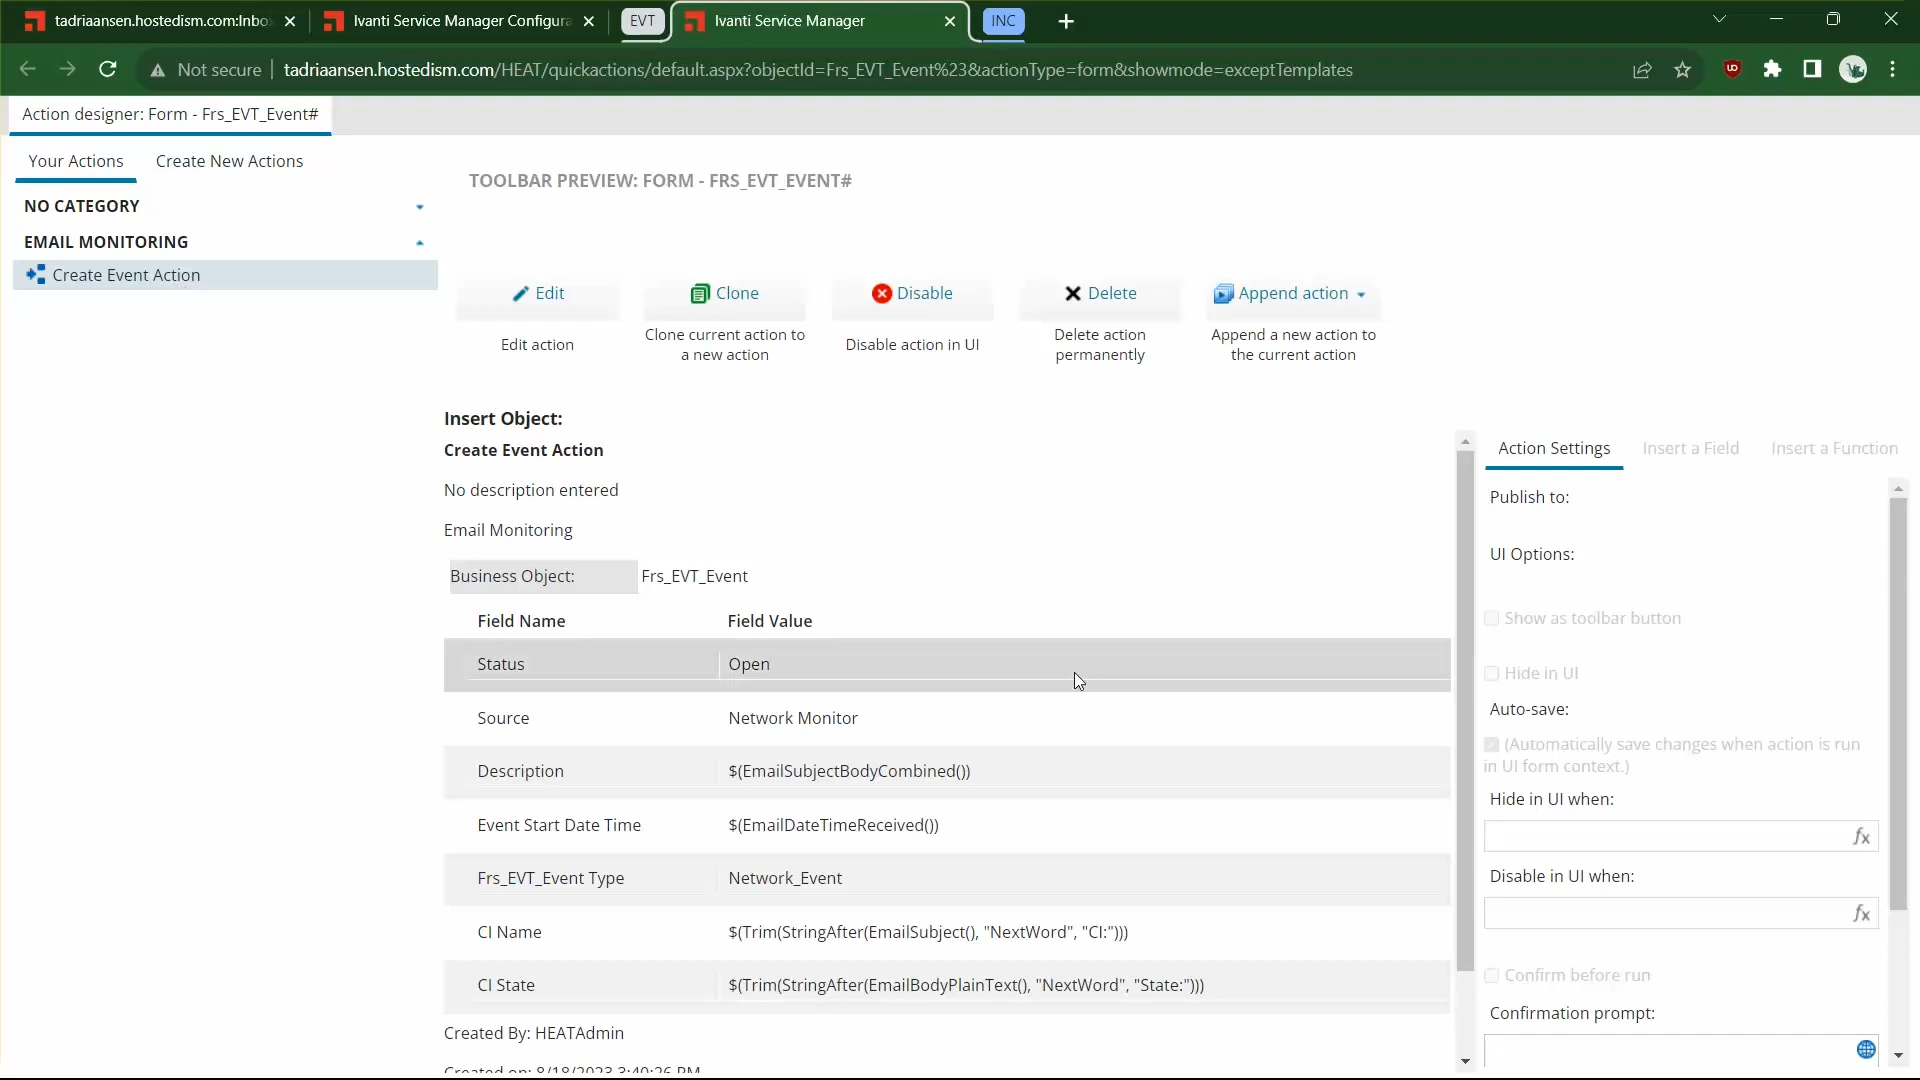 tadriaansen.hostedism.com:Inbo
Ivanti Service Manager Configura
EVT
Ivanti Service Manager
INC
Not secure
tadriaansen.hostedism.com/HEAT/quickactions/default.aspx?objectId=Frs_EVT_Event%23&actionType=form&showmode=exceptTemplates
Action designer: Form - Frs_EVT_Event#
Your Actions
Create New Actions
NO CATEGORY
EMAIL MONITORING
Create Event Action
TOOLBAR PREVIEW: FORM - FRS_EVT_EVENT#
Edit
Clone
Disable
Delete
Append action
Edit action
Clone current action to
a new action
Disable action in UI
Delete action
permanently
Append a new action to
the current action
Insert Object:
Create Event Action
No description entered
Email Monitoring
Business Object:
Frs_EVT_Event
Field Name
Field Value
Status
Open
Source
Network Monitor
Description
$(EmailSubjectBodyCombined())
Event Start Date Time
$(EmailDateTimeReceived())
Frs_EVT_Event Type
Network_Event
CI Name
$(Trim(StringAfter(EmailSubject(), "NextWord", "CI:")))
CI State
$(Trim(StringAfter(EmailBodyPlainText(), "NextWord", "State:")))
Created By: HEATAdmin
Created on: 8/18/2023 3:40:26 PM
Action Settings
Insert a Field
Insert a Function
Publish to:
UI Options:
Show as toolbar button
Hide in UI
Auto-save:
(Automatically save changes when action is run
in UI form context.)
Hide in UI when:
fx
Disable in UI when:
fx
Confirm before run
Confirmation prompt: